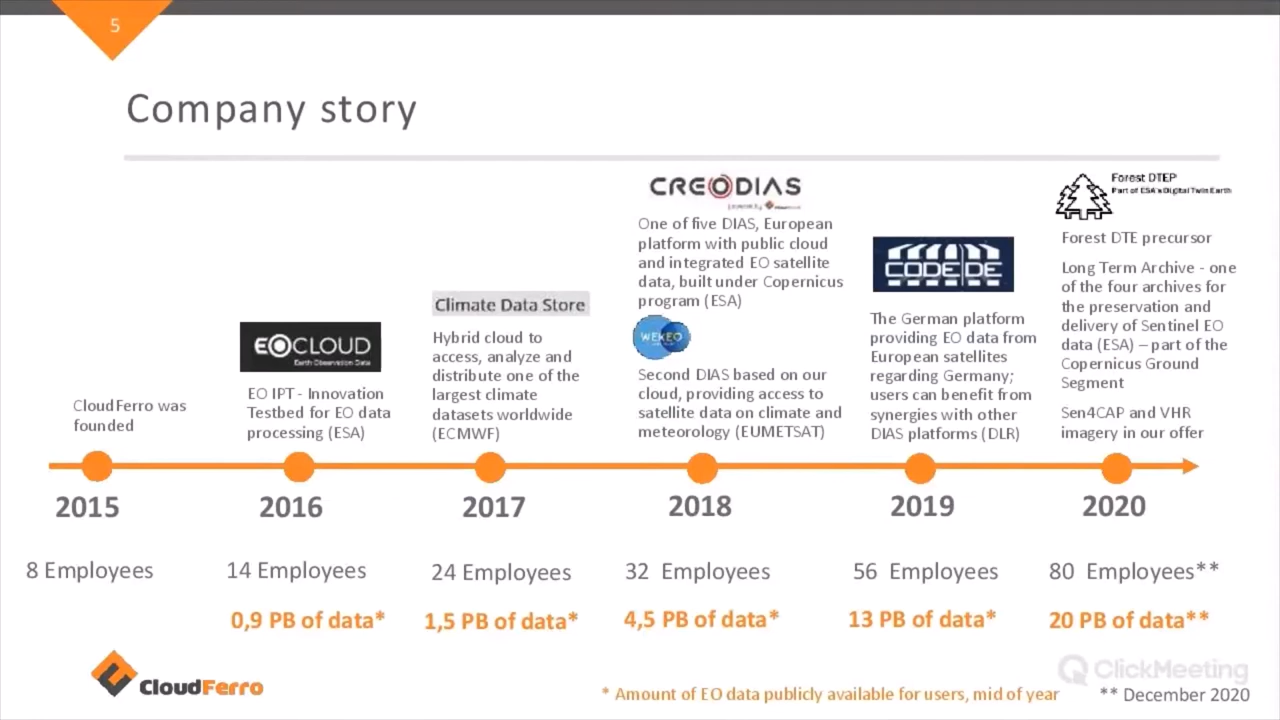 5
Company story
CloudFerro was
founded
EOCLOUD
Earth Observation Data
EO IPT - Innovation
Testbed for EO data
processing (ESA)
Climate Data Store
Hybrid cloud to
access, analyze and
distribute one of the
largest climate
datasets worldwide
(ECMWF)
CREODIAS
One of five DIAS, European
platform with public cloud
and integrated EO satellite
data, built under Copernicus
program (ESA)
WEKEO
Second DIAS based on our
cloud, providing access to
satellite data on climate and
meteorology (EUMETSAT)
CODE DE
The German platform
providing EO data from
European satellites
regarding Germany;
users can benefit from
synergies with other
DIAS platforms (DLR)
Forest DTEP
Part of ESA's Digital Twin Earth
Forest DTE precursor
Long Term Archive - one
of the four archives for
the preservation and
delivery of Sentinel EO
data (ESA) – part of the
Copernicus Ground
Segment
Sen4CAP and VHR
imagery in our offer
2015 2016 2017 2018 2019 2020
8 Employees 14 Employees 24 Employees 32 Employees 56 Employees 80 Employees**
0,9 PB of data* 1,5 PB of data* 4,5 PB of data* 13 PB of data* 20 PB of data**
CloudFerro
ClickMeeting
* Amount of EO data publicly available for users, mid of year ** December 2020